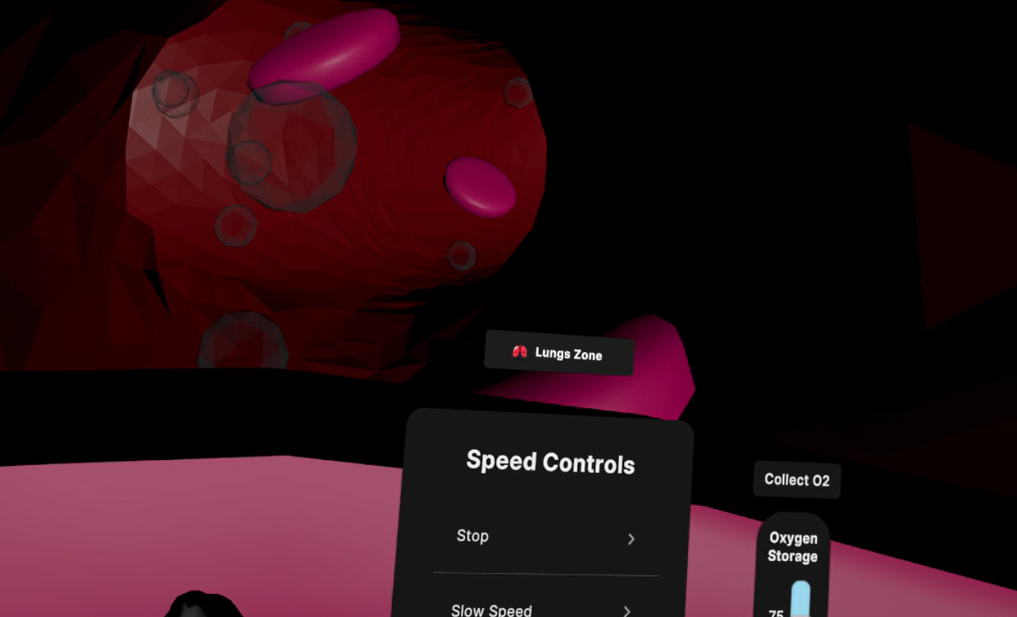 Lungs Zone
Speed Controls
Stop
Slow Speed
Collect O2
Oxygen
Storage
75